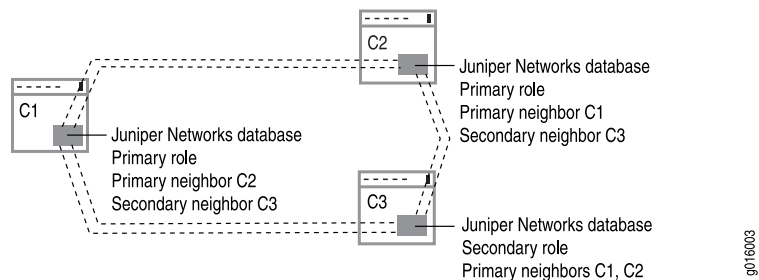 C2
Juniper Networks database
Primary role
Primary neighbor C1
Secondary neighbor C3
C1
Juniper Networks database
Primary role
Primary neighbor C2
Secondary neighbor C3
C3
Juniper Networks database
Secondary role
Primary neighbors C1, C2
g016003